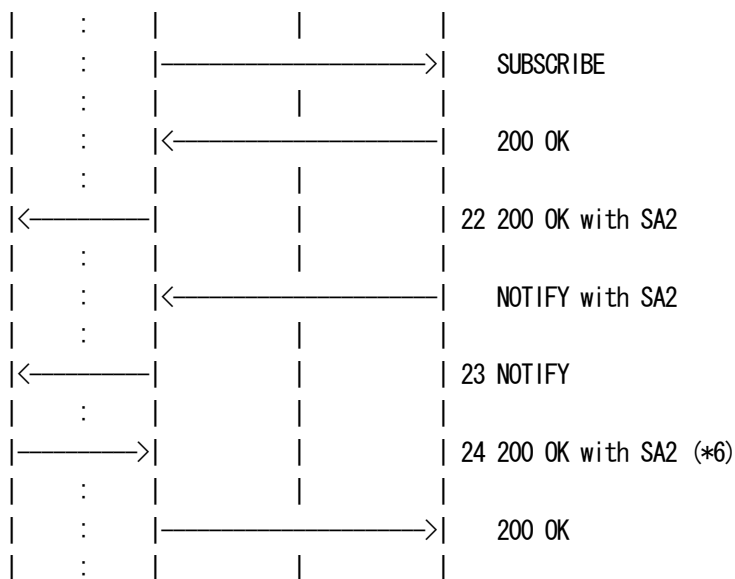 SUBSCRIBE
200 OK
22 200 OK with SA2
NOTIFY with SA2
23 NOTIFY
24 200 OK with SA2 (*6)
200 OK